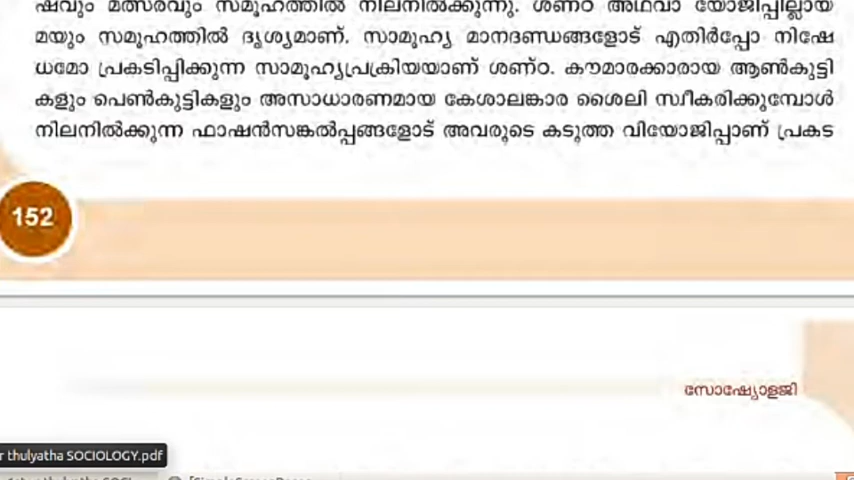 ഷവും മത്സരവും സമൂഹത്തിൽ നിലനിൽക്കുന്നു. ശണ്ഠ അഥവാ യോജിപ്പില്ലായ
മയും സമൂഹത്തിൽ ദൃശ്യമാണ്. സാമൂഹ്യ മാനദണ്ഡങ്ങളോട് എതിർപ്പോ നിഷേ
ധമോ പ്രകടിപ്പിക്കുന്ന സാമൂഹ്യപ്രക്രിയയാണ് ശണ്ഠ. കൗമാരക്കാരായ ആൺകുട്ടി
കളും പെൺകുട്ടികളും അസാധാരണമായ കേശാലങ്കാര ശൈലി സ്വീകരിക്കുമ്പോൾ
നിലനിൽക്കുന്ന ഫാഷൻസങ്കൽപ്പങ്ങളോട് അവരുടെ കടുത്ത വിയോജിപ്പാണ് പ്രകട
152
സോഷ്യോളജി
r thulyatha SOCIOLOGY.pdf